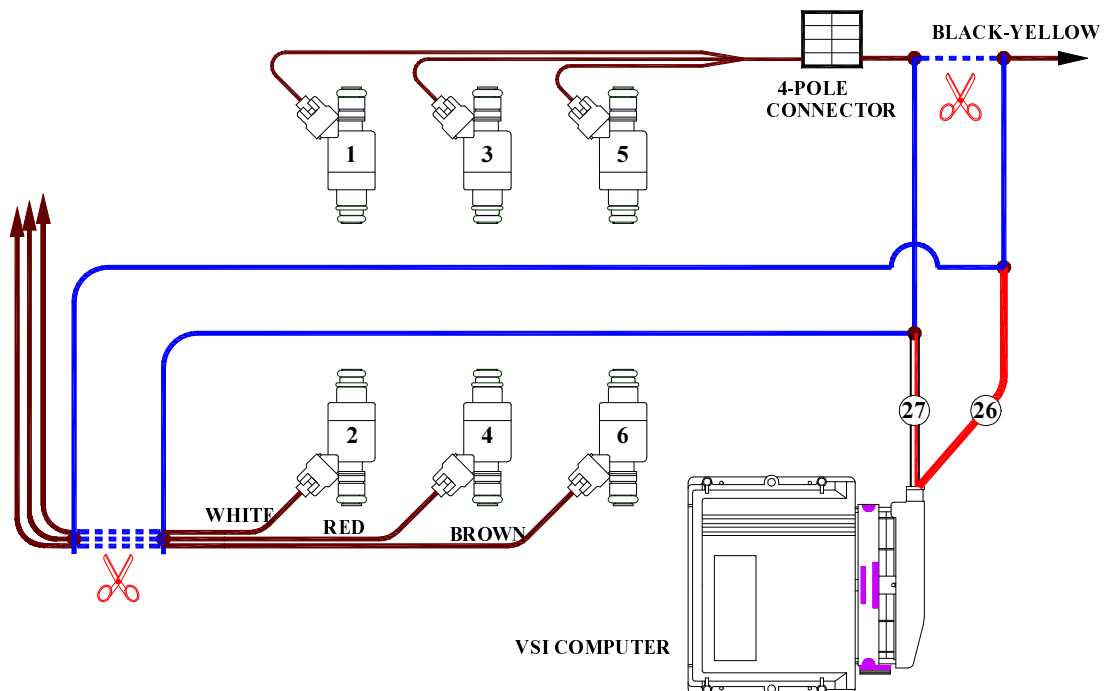 BLACK-YELLOW
4-POLE
CONNECTOR
1
3
5
2
4
6
27
26
WHITE
RED
BROWN
VSI COMPUTER